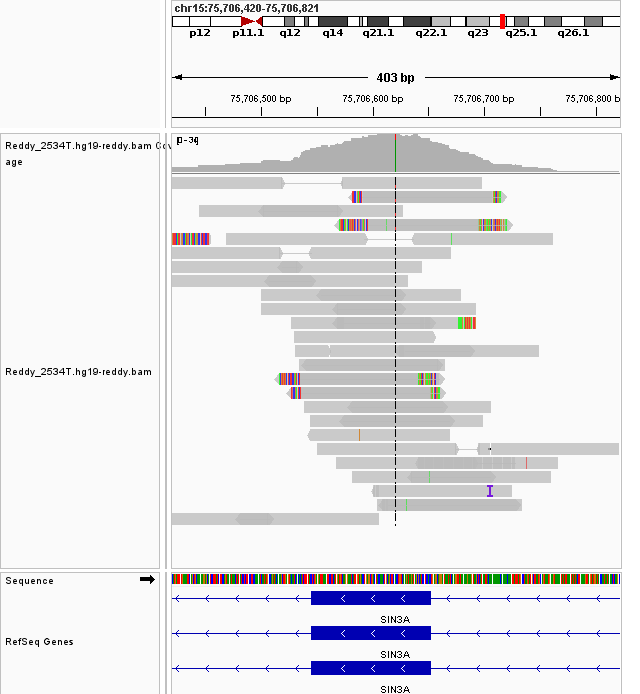 chr15:75,706,420-75,706,821
p12 p11.1 q12 q14 q21.1 q22.1 q23 q25.1 q26.1
403 bp
75,706,500 bp 75,706,600 bp 75,706,700 bp 75,706,800 b
Reddy_2534T.hg19-reddy.bam Cov
age
Reddy_2534T.hg19-reddy.bam
Sequence
SIN3A
RefSeq Genes
SIN3A
SIN3A